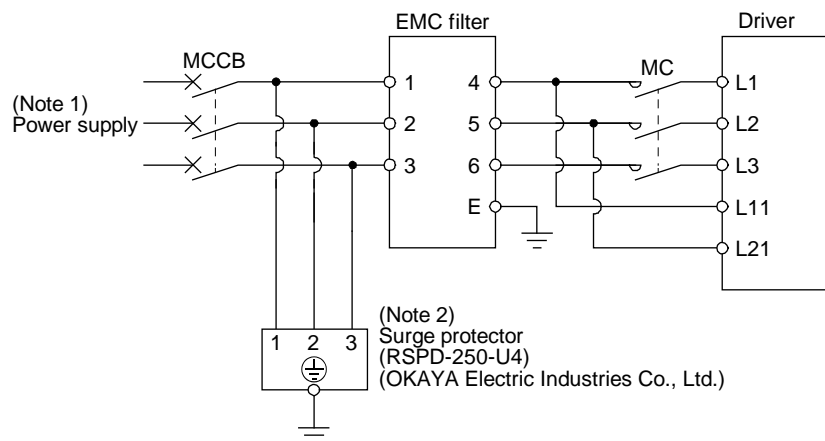 EMC filter
Driver
MCCB
1
4
MC
L1
(Note 1)
Power supply
2
5
L2
3
6
L3
E
L11
L21
1 2 3
(Note 2)
Surge protector
(RSPD-250-U4)
(OKAYA Electric Industries Co., Ltd.)